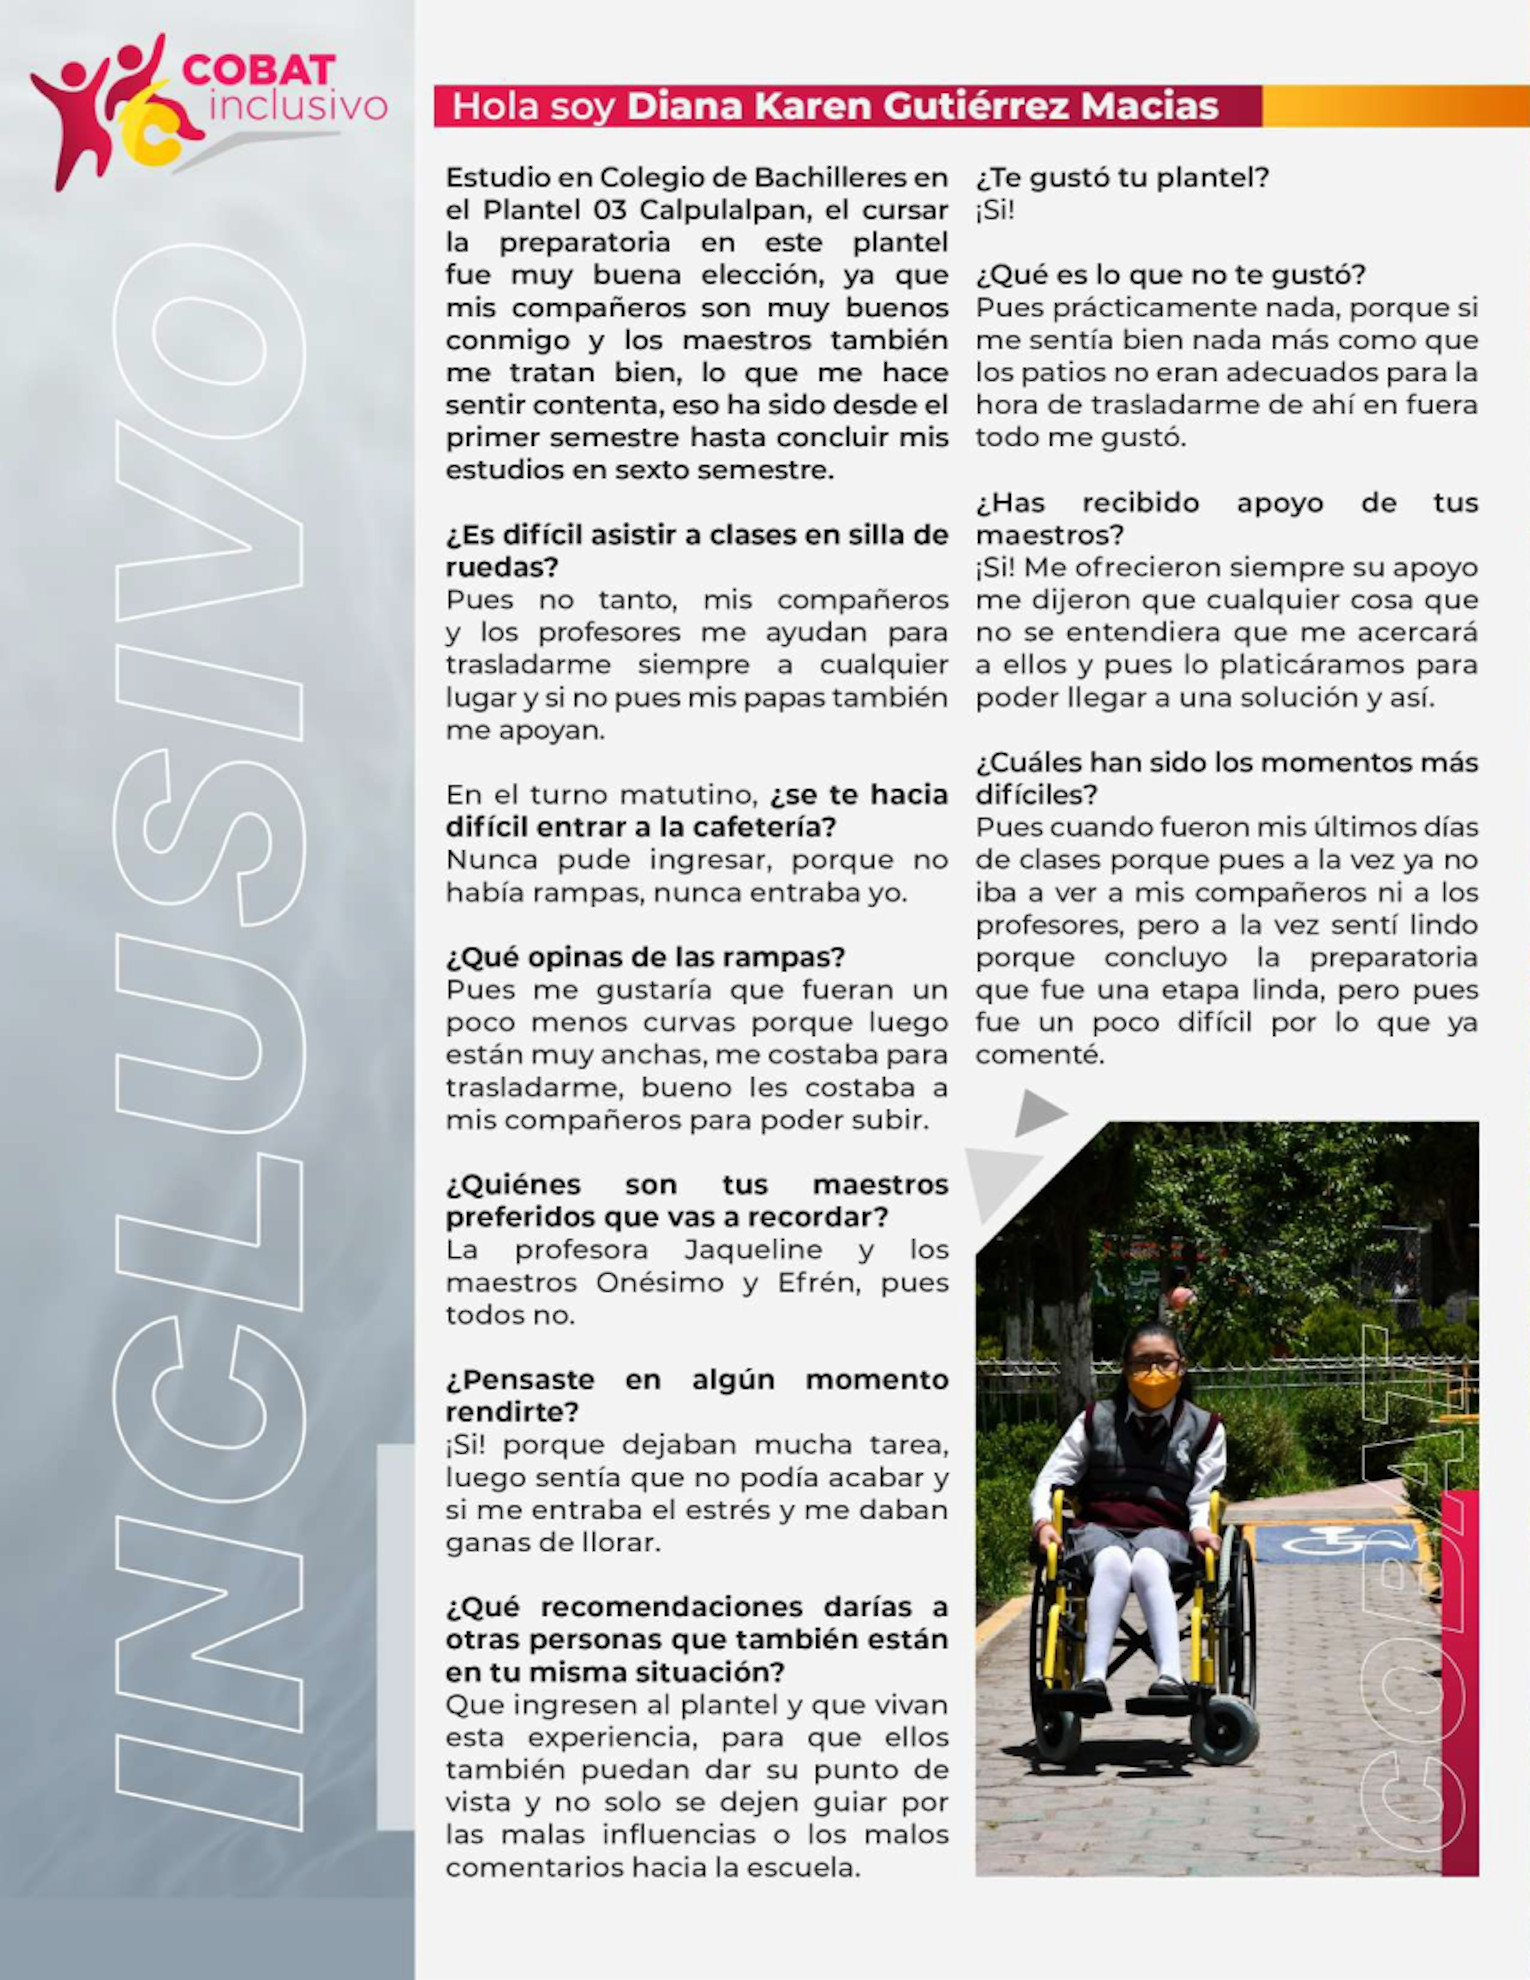 COBAT
inclusivo
INCLUSIVO
Hola soy Diana Karen Gutiérrez Macias
Estudio en Colegio de Bachilleres en
el Plantel 03 Calpulalpan, el cursar
la preparatoria en este plantel
fue muy buena elección, ya que
mis compañeros son muy buenos
conmigo y los maestros también
me tratan bien, lo que me hace
sentir contenta, eso ha sido desde el
primer semestre hasta concluir mis
estudios en sexto semestre.
¿Es difícil asistir a clases en silla de
ruedas?
Pues no tanto, mis compañeros
y los profesores me ayudan para
trasladarme siempre a cualquier
lugar y si no pues mis papas también
me apoyan.
En el turno matutino, ¿se te hacia
difícil entrar a la cafetería?
Nunca pude ingresar, porque no
había rampas, nunca entraba yo.
¿Qué opinas de las rampas?
Pues me gustaría que fueran un
poco menos curvas porque luego
están muy anchas, me costaba para
trasladarme, bueno les costaba a
mis compañeros para poder subir.
¿Quiénes son tus maestros
preferidos que vas a recordar?
La profesora Jaqueline y los
maestros Onésimo y Efrén, pues
todos no.
¿Pensaste en algún momento
rendirte?
¡Si! porque dejaban mucha tarea,
luego sentía que no podía acabar y
si me entraba el estrés y me daban
ganas de llorar.
¿Qué recomendaciones darías a
otras personas que también están
en tu misma situación?
Que ingresen al plantel y que vivan
esta experiencia, para que ellos
también puedan dar su punto de
vista y no solo se dejen guiar por
las malas influencias o los malos
comentarios hacia la escuela.
¿Te gustó tu plantel?
¡Si!
¿Qué es lo que no te gustó?
Pues prácticamente nada, porque si
me sentía bien nada más como que
los patios no eran adecuados para la
hora de trasladarme de ahí en fuera
todo me gustó.
¿Has recibido apoyo de tus
maestros?
¡Si! Me ofrecieron siempre su apoyo
me dijeron que cualquier cosa que
no se entendiera que me acercará
a ellos y pues lo platicáramos para
poder llegar a una solución y así.
¿Cuáles han sido los momentos más
difíciles?
Pues cuando fueron mis últimos días
de clases porque pues a la vez ya no
iba a ver a mis compañeros ni a los
profesores, pero a la vez sentí lindo
porque concluyo la preparatoria
que fue una etapa linda, pero pues
fue un poco difícil por lo que ya
comenté.
COBAT